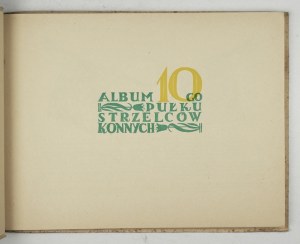 ALBUM 10 GO
PUŁKU
STRZELCÓW
KONNYCH